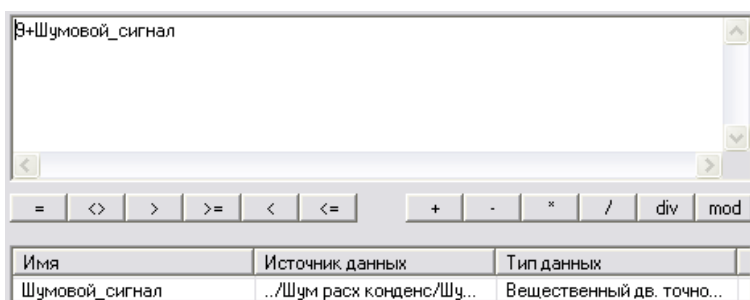 9+Шумовой_сигнал
= <> > >= < <= + - * / div mod
Имя Источник данных Тип данных
Шумовой_сигнал ../Шум расх конденс/Шу... Вещественный дв. точно...